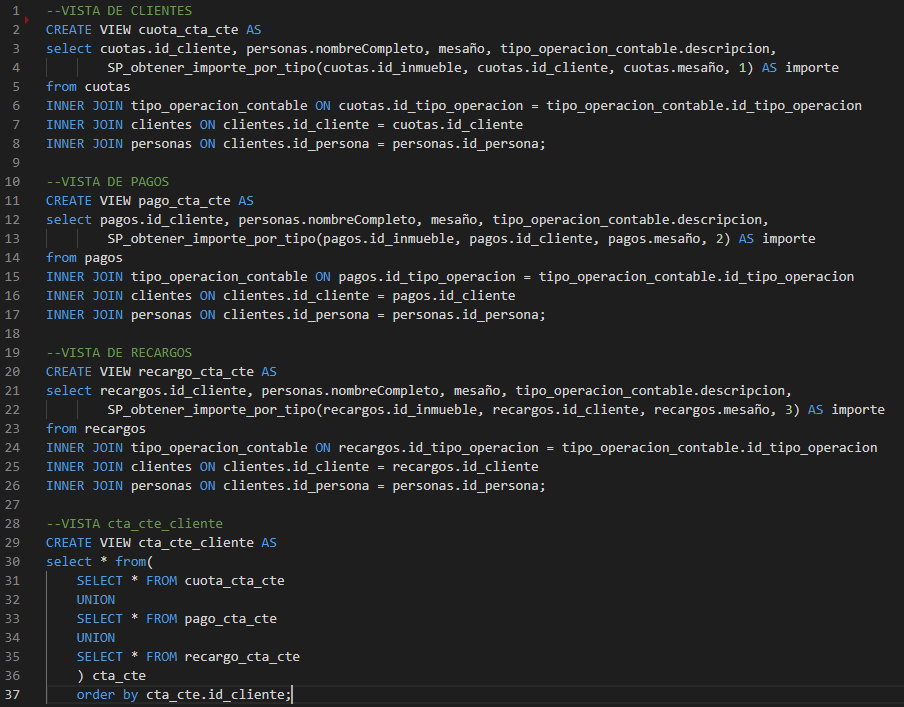 1 --VISTA DE CLIENTES
2 CREATE VIEW cuota_cta_cte AS
3 select cuotas.id_cliente, personas.nombreCompleto, mesaño, tipo_operacion_contable.descripcion,
4 SP_obtener_importe_por_tipo(cuotas.id_inmueble, cuotas.id_cliente, cuotas.mesaño, 1) AS importe
5 from cuotas
6 INNER JOIN tipo_operacion_contable ON cuotas.id_tipo_operacion = tipo_operacion_contable.id_tipo_operacion
7 INNER JOIN clientes ON clientes.id_cliente = cuotas.id_cliente
8 INNER JOIN personas ON clientes.id_persona = personas.id_persona;
9
10 --VISTA DE PAGOS
11 CREATE VIEW pago_cta_cte AS
12 select pagos.id_cliente, personas.nombreCompleto, mesaño, tipo_operacion_contable.descripcion,
13 SP_obtener_importe_por_tipo(pagos.id_inmueble, pagos.id_cliente, pagos.mesaño, 2) AS importe
14 from pagos
15 INNER JOIN tipo_operacion_contable ON pagos.id_tipo_operacion = tipo_operacion_contable.id_tipo_operacion
16 INNER JOIN clientes ON clientes.id_cliente = pagos.id_cliente
17 INNER JOIN personas ON clientes.id_persona = personas.id_persona;
18
19 --VISTA DE RECARGOS
20 CREATE VIEW recargo_cta_cte AS
21 select recargos.id_cliente, personas.nombreCompleto, mesaño, tipo_operacion_contable.descripcion,
22 SP_obtener_importe_por_tipo(recargos.id_inmueble, recargos.id_cliente, recargos.mesaño, 3) AS importe
23 from recargos
24 INNER JOIN tipo_operacion_contable ON recargos.id_tipo_operacion = tipo_operacion_contable.id_tipo_operacion
25 INNER JOIN clientes ON clientes.id_cliente = recargos.id_cliente
26 INNER JOIN personas ON clientes.id_persona = personas.id_persona;
27
28 --VISTA cta_cte_cliente
29 CREATE VIEW cta_cte_cliente AS
30 select * from(
31 SELECT * FROM cuota_cta_cte
32 UNION
33 SELECT * FROM pago_cta_cte
34 UNION
35 SELECT * FROM recargo_cta_cte
36 ) cta_cte
37 order by cta_cte.id_cliente;